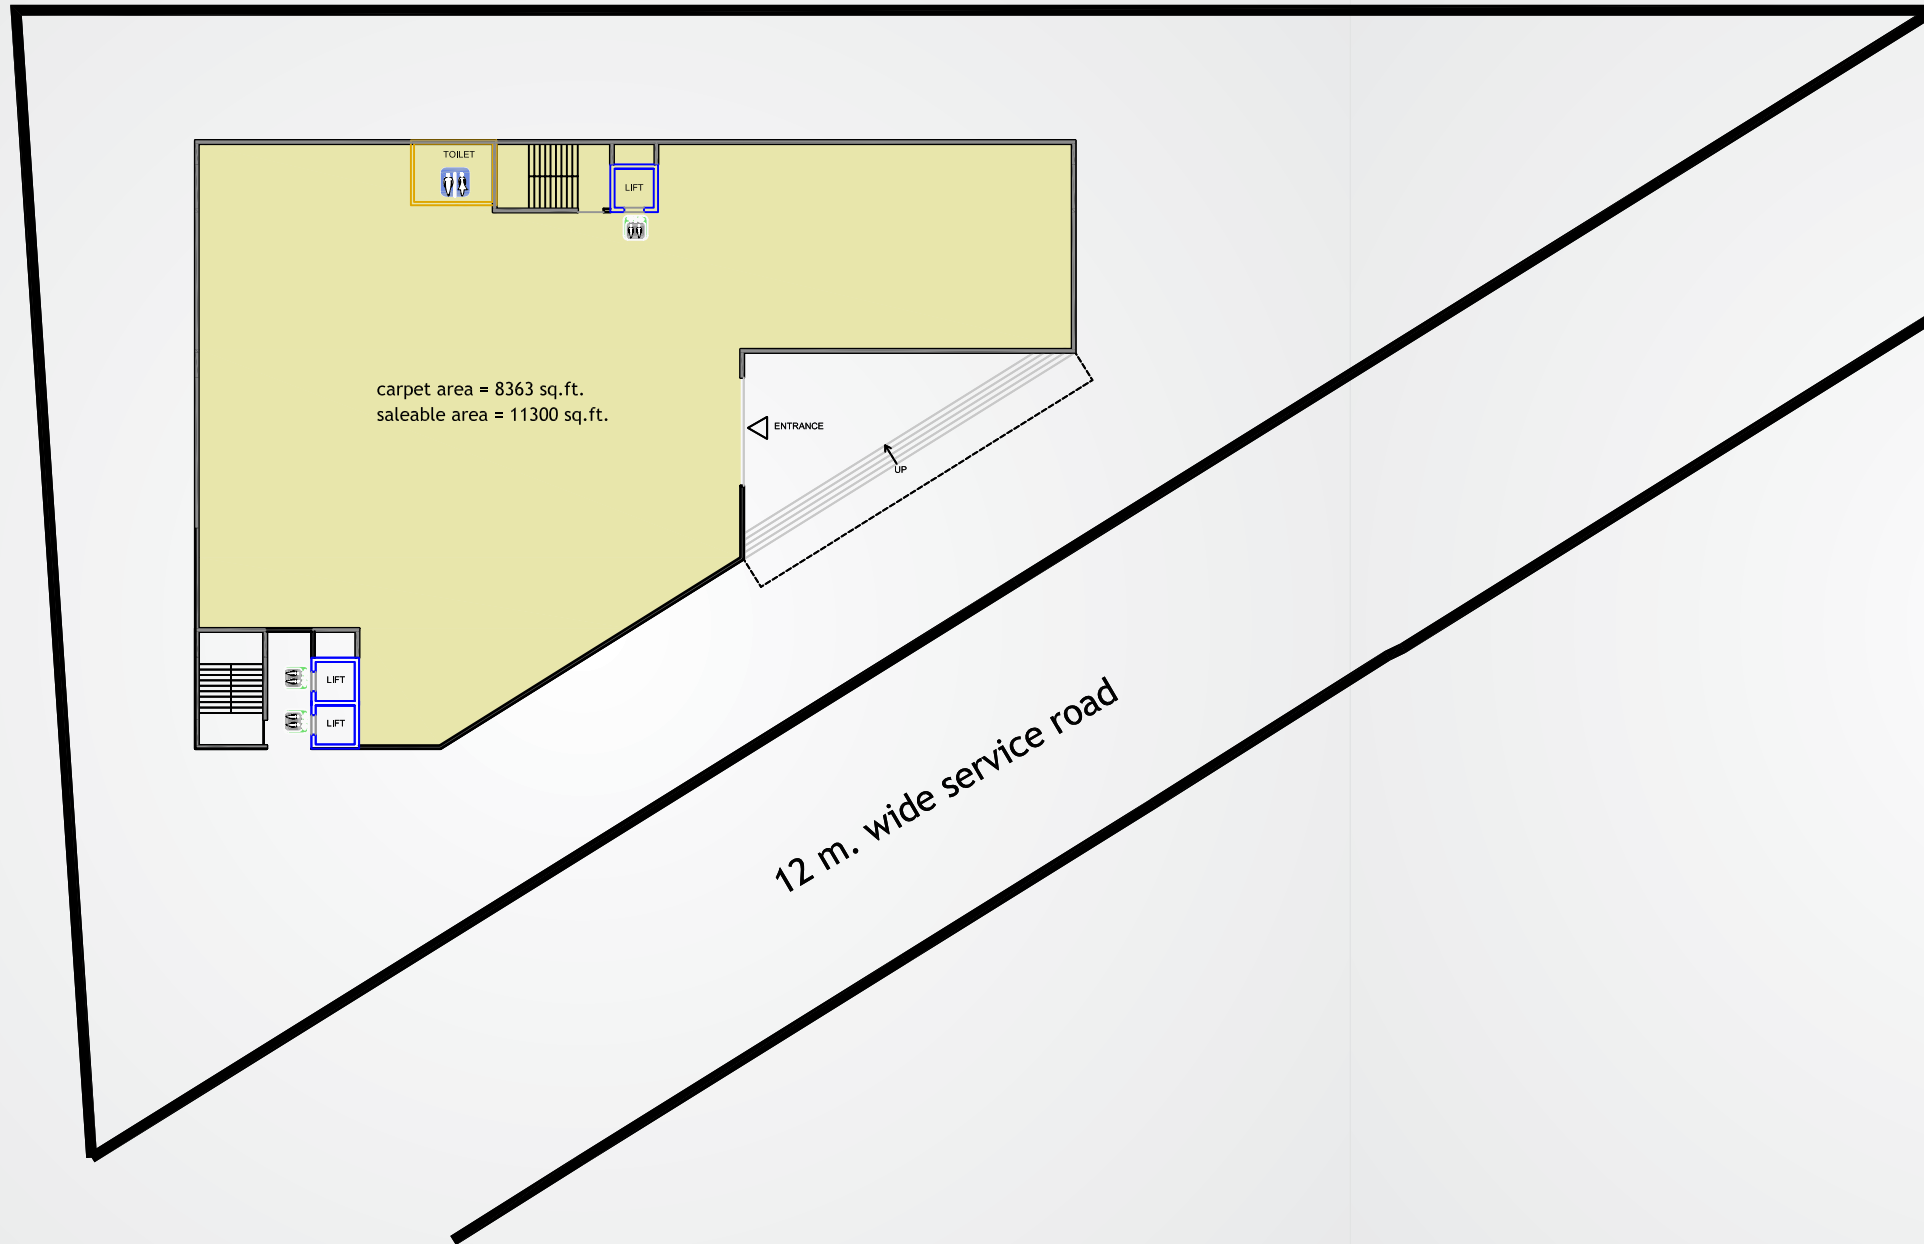 TOILET
LIFT
carpet area = 8363 sq.ft.
saleable area = 11300 sq.ft.
ENTRANCE
UP
LIFT
LIFT
12 m. wide service road